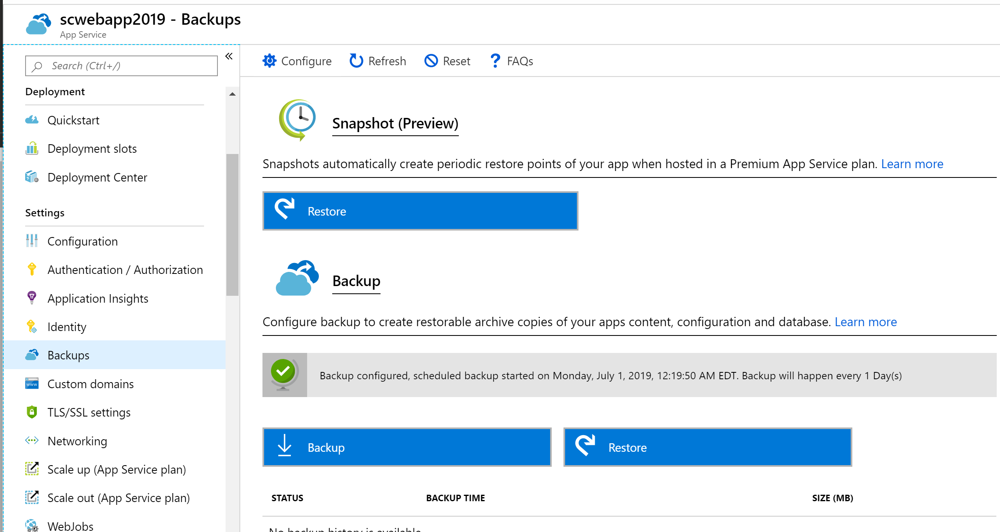 scwebapp2019 - Backups
App Service
Search (Ctrl+/)
Deployment
Quickstart
Deployment slots
Deployment Center
Settings
Configuration
Authentication / Authorization
Application Insights
Identity
Backups
Custom domains
TLS/SSL settings
Networking
Scale up (App Service plan)
Scale out (App Service plan)
WebJobs
Configure Refresh Reset FAQs
Snapshot (Preview)
Snapshots automatically create periodic restore points of your app when hosted in a Premium App Service plan. Learn more
Restore
Backup
Configure backup to create restorable archive copies of your apps content, configuration and database. Learn more
Backup configured, scheduled backup started on Monday, July 1, 2019, 12:19:50 AM EDT. Backup will happen every 1 Day(s)
Backup Restore
STATUS BACKUP TIME SIZE (MB)
No backup history is available